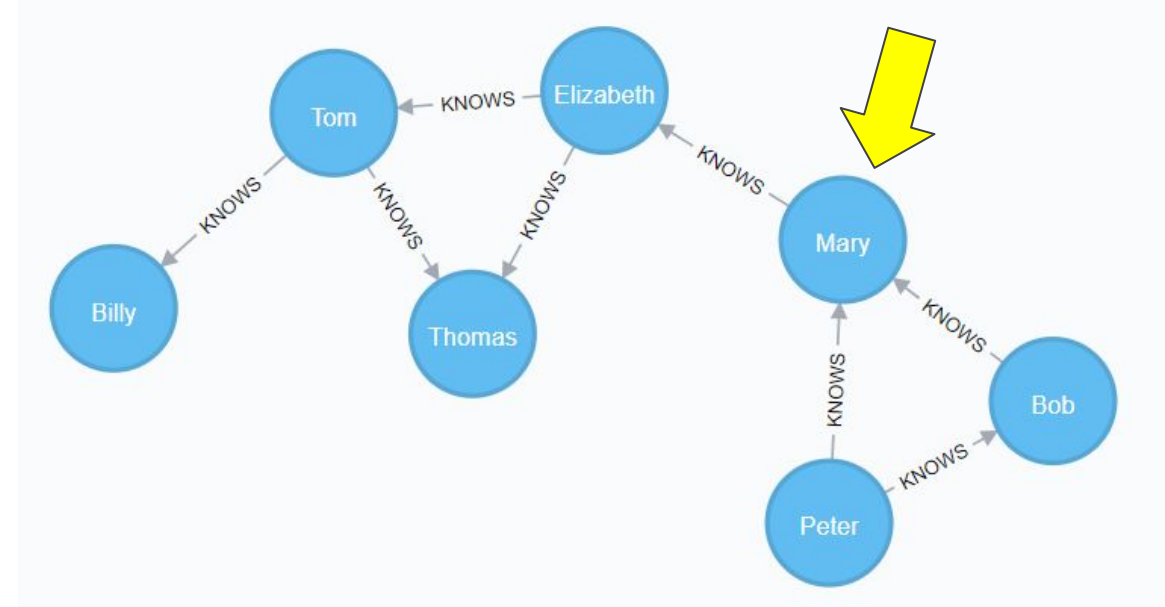 Tom
KNOWS
Elizabeth
KNOWS
KNOWS
KNOWS
KNOWS
Mary
Billy
Thomas
KNOWS
KNOWS
Bob
KNOWS
Peter